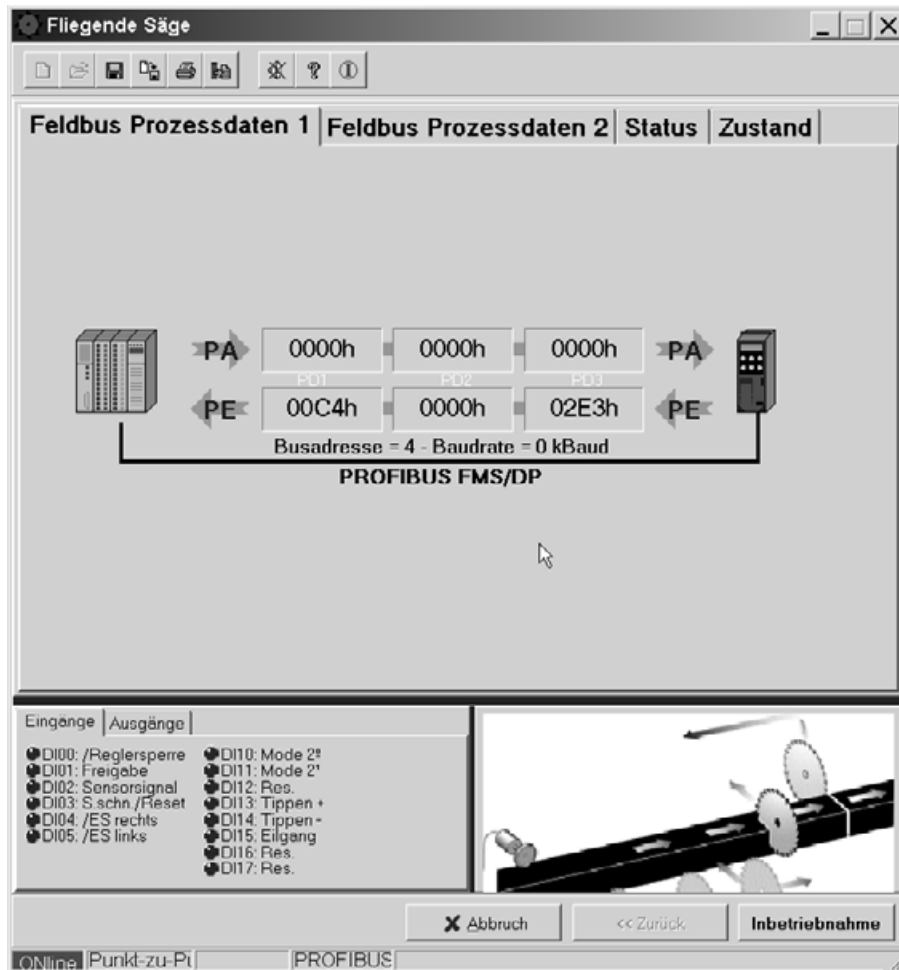 Fliegende Säge
Feldbus Prozessdaten 1 Feldbus Prozessdaten 2 Status Zustand
PA 0000h 0000h 0000h PA
PD1 PD2 PD3
PE 00C4h 0000h 02E3h PE
Busadresse = 4 - Baudrate = 0 kBaud
PROFIBUS FMS/DP
Eingänge Ausgänge
DI00: /Reglersperre
DI01: Freigabe
DI02: Sensorsignal
DI03: S.schn./Reset
DI04: /ES rechts
DI05: /ES links
DI10: Mode 2º
DI11: Mode 2¹
DI12: Res.
DI13: Tippen +
DI14: Tippen -
DI15: Eilgang
DI16: Res.
DI17: Res.
Abbruch << Zurück Inbetriebnahme
ONline Punkt-zu-Pu PROFIBUS